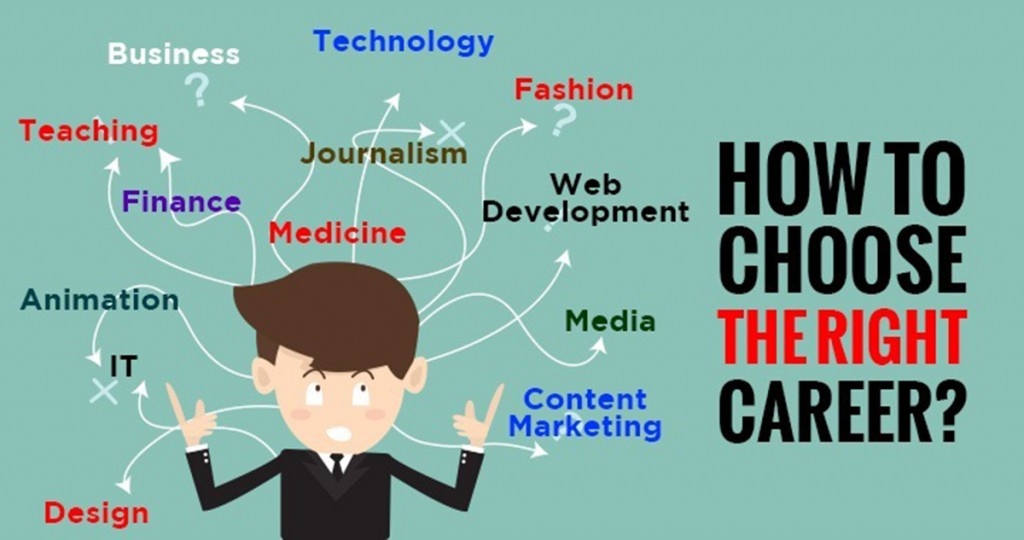 Business
Technology
Fashion
Teaching
Journalism
Web
Development
Finance
Medicine
Animation
Media
IT
Content
Marketing
Design
HOW TO
CHOOSE
THE RIGHT
CAREER?